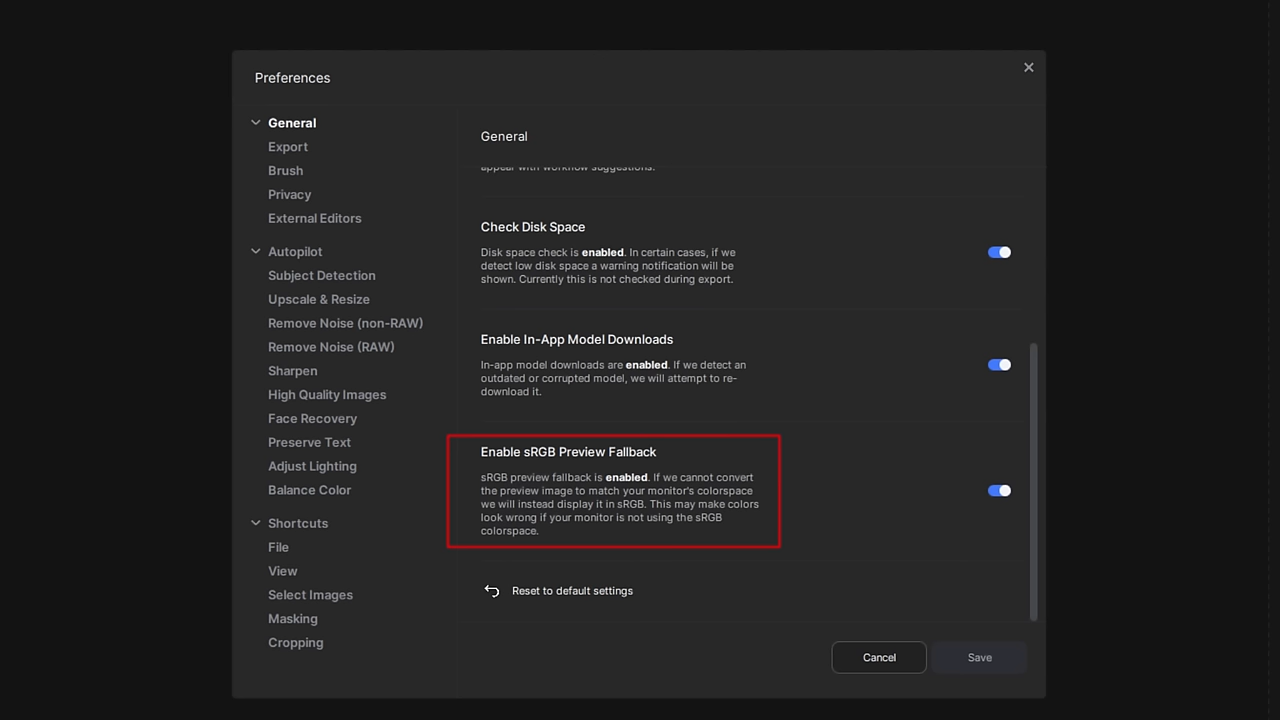 Preferences
General
Export
Brush
Privacy
External Editors
Autopilot
Subject Detection
Upscale & Resize
Remove Noise (non-RAW)
Remove Noise (RAW)
Sharpen
High Quality Images
Face Recovery
Preserve Text
Adjust Lighting
Balance Color
Shortcuts
File
View
Select Images
Masking
Cropping
General
appear with workflow suggestions.
Check Disk Space
Disk space check is enabled. In certain cases, if we
detect low disk space a warning notification will be
shown. Currently this is not checked during export.
Enable In-App Model Downloads
In-app model downloads are enabled. If we detect an
outdated or corrupted model, we will attempt to re-
download it.
Enable sRGB Preview Fallback
sRGB preview fallback is enabled. If we cannot convert
the preview image to match your monitor's colorspace
we will instead display it in sRGB. This may make colors
look wrong if your monitor is not using the sRGB
colorspace.
Reset to default settings
Cancel
Save